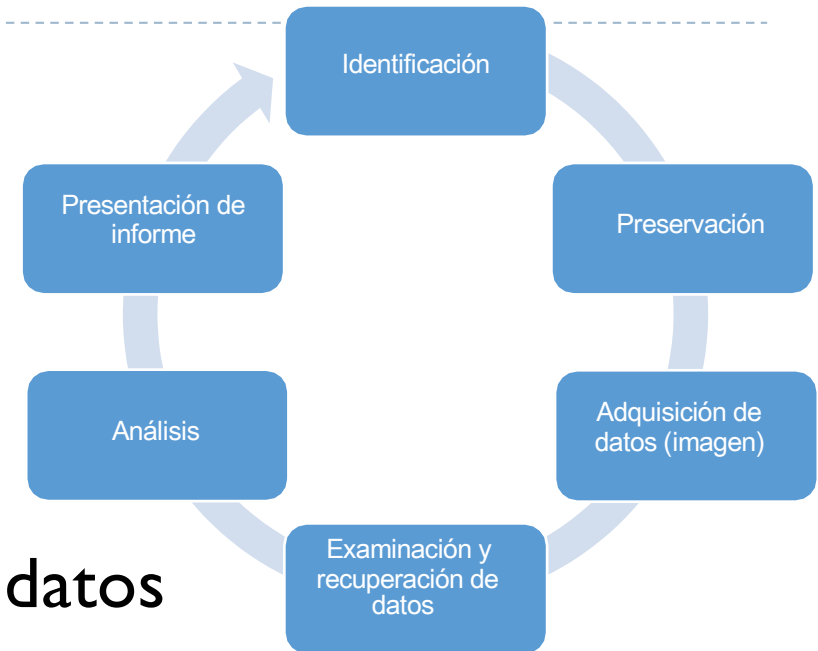 Identificación
Preservación
Adquisición de
datos (imagen)
Examinación y
recuperación de
datos
Análisis
Presentación de
informe
datos